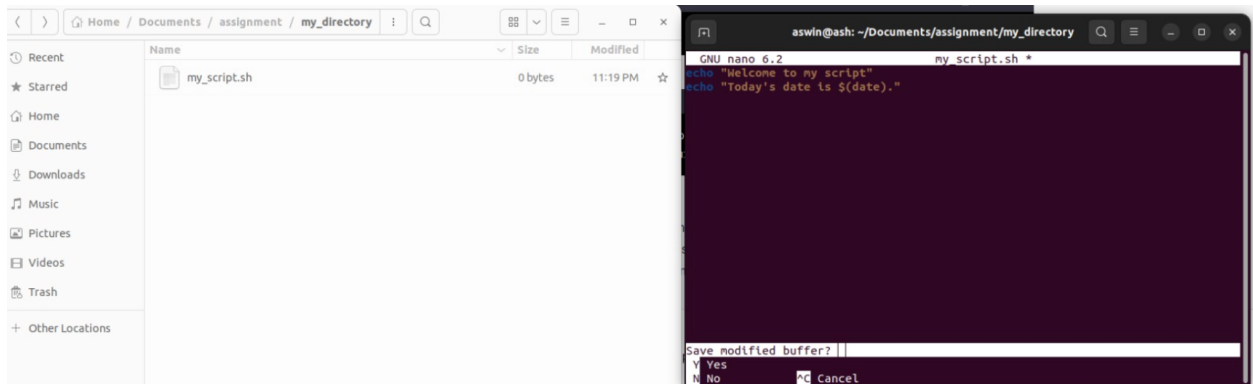 Home / Documents / assignment / my_directory
Name Size Modified
my_script.sh 0 bytes 11:19 PM
Recent
Starred
Home
Documents
Downloads
Music
Pictures
Videos
Trash
+ Other Locations
aswin@ash: ~/Documents/assignment/my_directory
GNU nano 6.2 my_script.sh *
echo "Welcome to my script"
echo "Today's date is $(date)."
Save modified buffer?
Y Yes
N No ^C Cancel